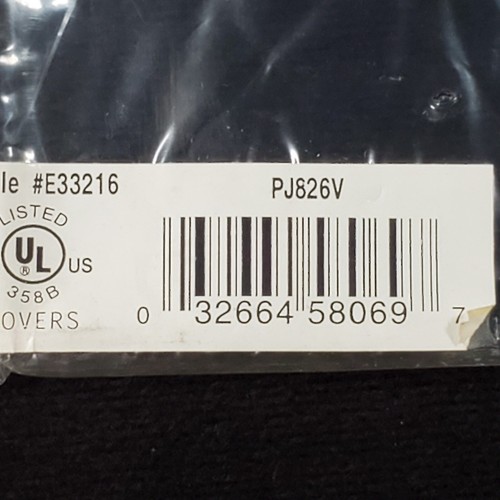 le #E33216
PJ826V
LISTED
UL
®
US
358B
OVERS
0 32664 58069 7